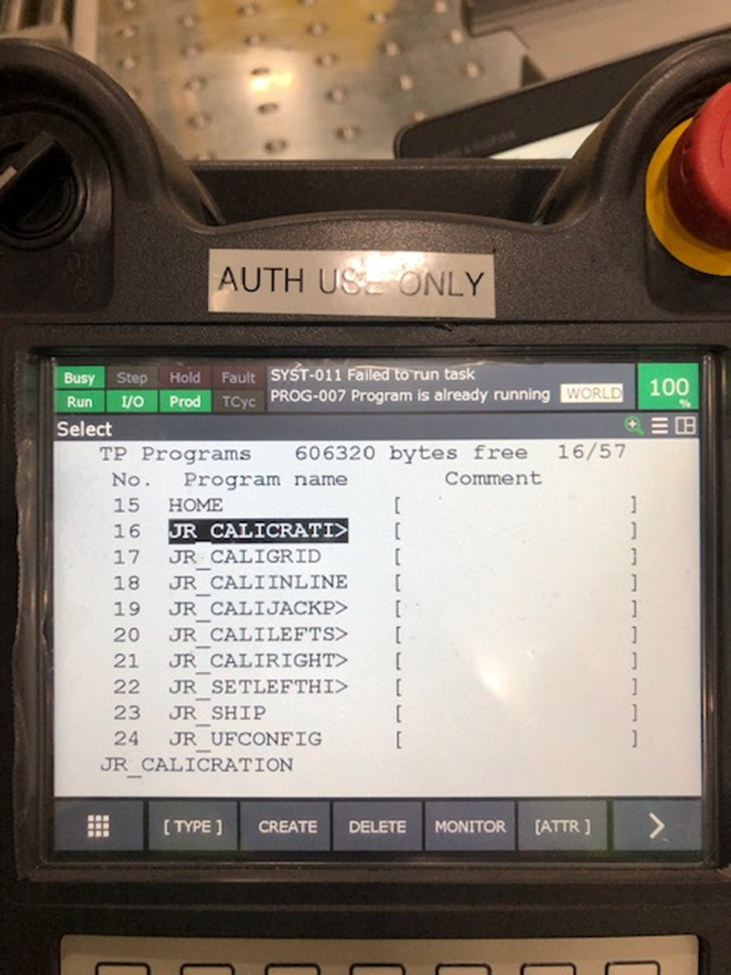 AUTH USE ONLY
Busy Step Hold Fault SYST-011 Failed to run task
Run I/O Prod TCyc PROG-007 Program is already running WORLD 100 %
Select
TP Programs 606320 bytes free 16/57
No. Program name Comment
15 HOME [ ]
16 JR_CALICRATI> [ ]
17 JR_CALIGRID [ ]
18 JR_CALIINLINE [ ]
19 JR_CALIJACKP> [ ]
20 JR_CALILEFTS> [ ]
21 JR_CALIRIGHT> [ ]
22 JR_SETLEFTHI> [ ]
23 JR_SHIP [ ]
24 JR_UFCONFIG [ ]
JR_CALICRATION
[ TYPE ] CREATE DELETE MONITOR [ATTR ] >